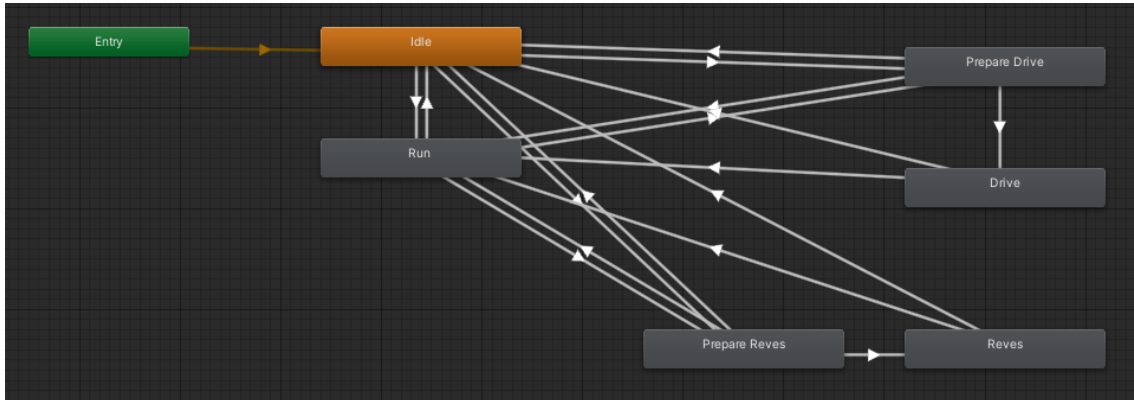 Entry
Idle
Prepare Drive
Run
Drive
Prepare Reves
Reves